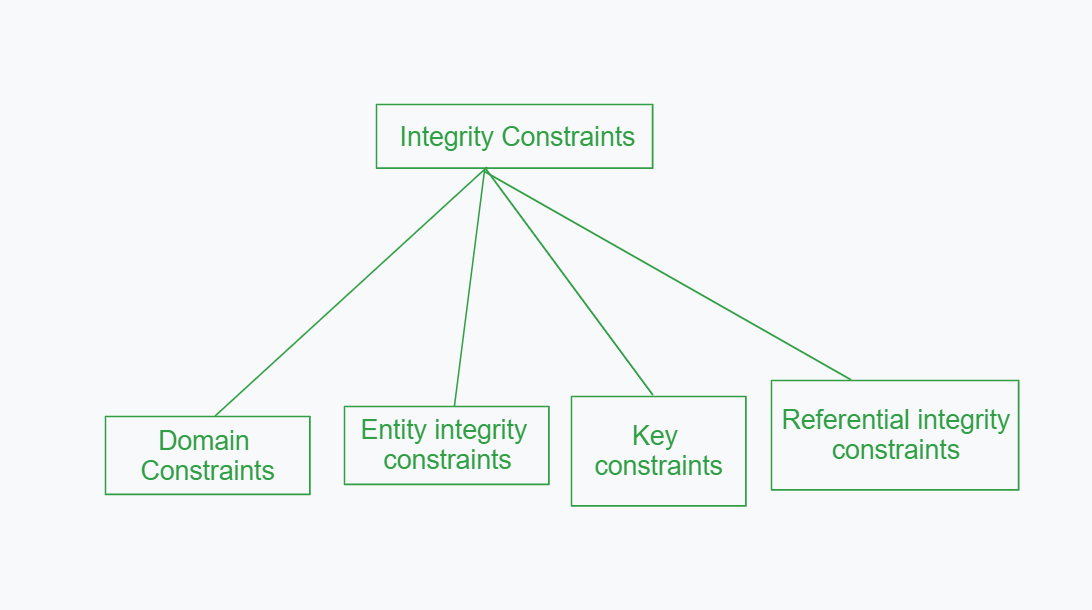 Integrity Constraints
Domain
Constraints
Entity integrity
constraints
Key
constraints
Referential integrity
constraints